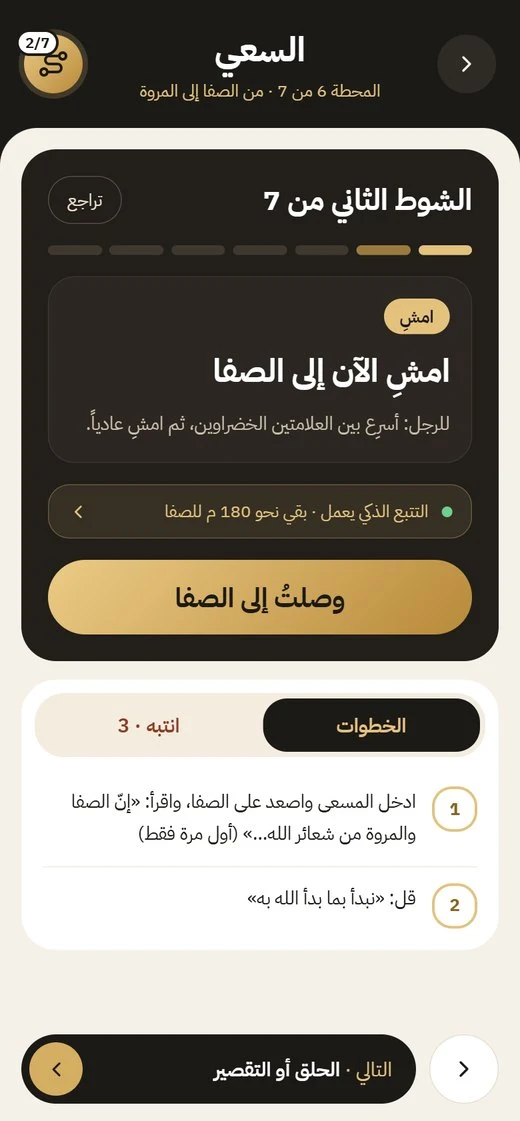 2/7
السعي
المحطة 6 من 7 · من الصفا إلى المروة
الشوط الثاني من 7
تراجع
امشِ
امشِ الآن إلى الصفا
للرجل: أسرِع بين العلامتين الخضراوين، ثم امشِ عادياً.
التتبع الذكي يعمل · بقي نحو 180 م للصفا
وصلتُ إلى الصفا
الخطوات
انتبه · 3
1
ادخل المسعى واصعد على الصفا، واقرأ: «إنّ الصفا
والمروة من شعائر الله…» (أول مرة فقط)
2
قل: «نبدأ بما بدأ الله به»
التالي · الحلق أو التقصير